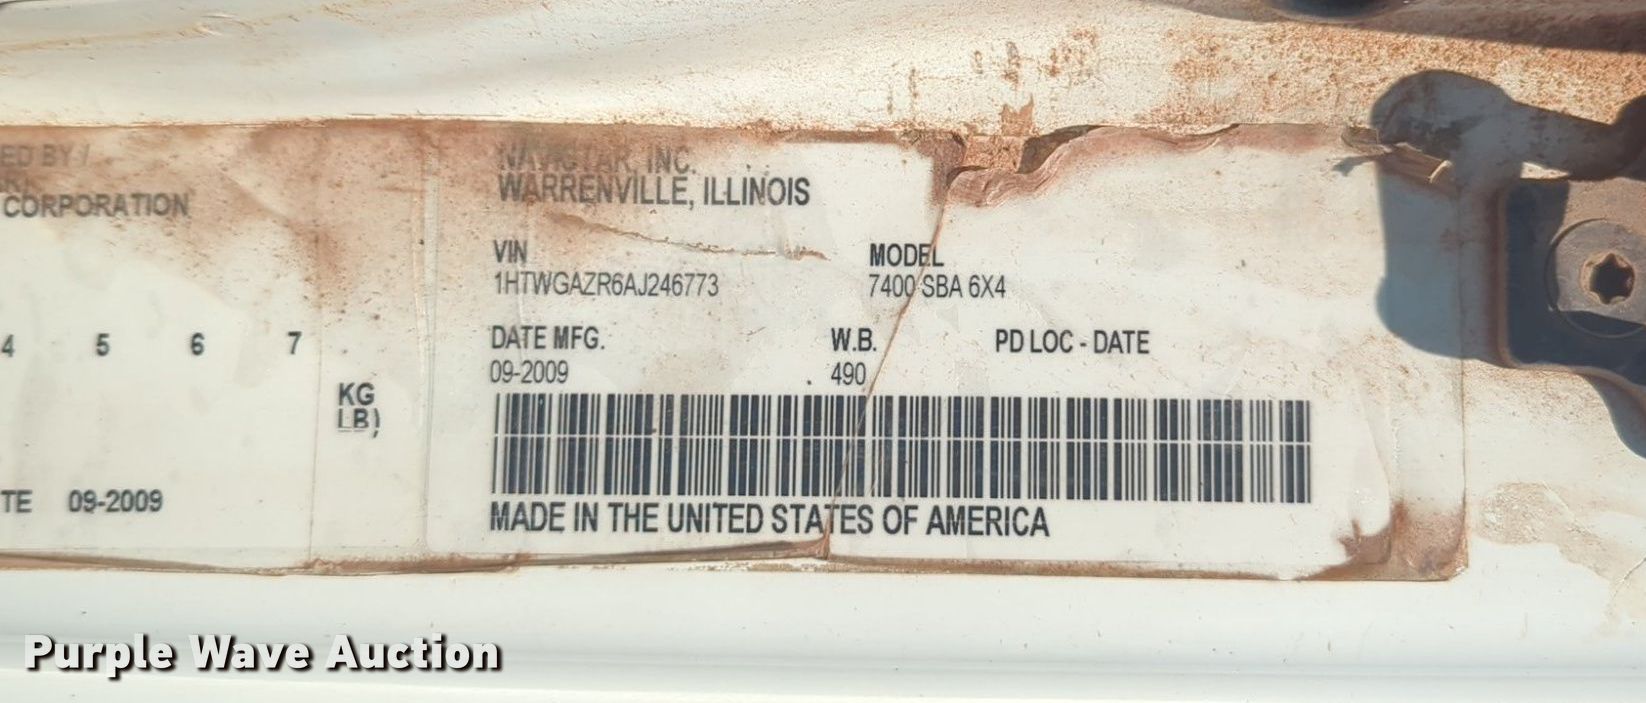 ED BY /
CORPORATION
4 5 6 7
KG
LB)
TE 09-2009
NAVISTAR, INC.
WARRENVILLE, ILLINOIS
VIN MODEL
1HTWGAZR6AJ246773 7400 SBA 6X4
DATE MFG. W.B. PD LOC - DATE
09-2009 490
MADE IN THE UNITED STATES OF AMERICA
Purple Wave Auction